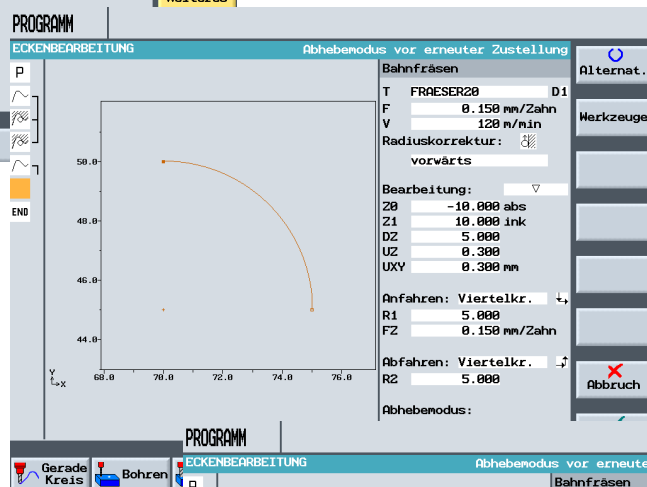 PROGRAMM
ECKENBEARBEITUNG Abhebemodus vor erneuter Zustellung
P
END
50.0
48.0
46.0
44.0
Y
X
68.0 70.0 72.0 74.0 76.0
Bahnfräsen
T FRAESER20 D1
F 0.150 mm/Zahn
V 120 m/min
Radiuskorrektur:
vorwärts
Bearbeitung: ▽
Z0 -10.000 abs
Z1 10.000 ink
DZ 5.000
UZ 0.300
UXY 0.300 mm
Anfahren: Viertelkr.
R1 5.000
FZ 0.150 mm/Zahn
Abfahren: Viertelkr.
R2 5.000
Abhebemodus:
Alternat.
Werkzeuge
Abbruch
Gerade
Kreis
Bohren
PROGRAMM
ECKENBEARBEITUNG Abhebemodus vor erneute
Bahnfräsen